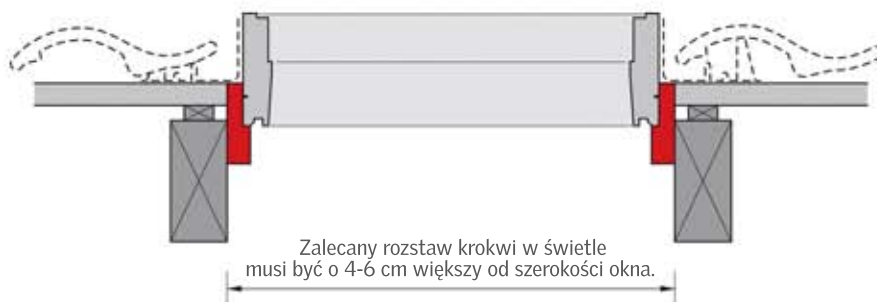 Zalecany rozstaw krokwi w świetle
musi być o 4-6 cm większy od szerokości okna.